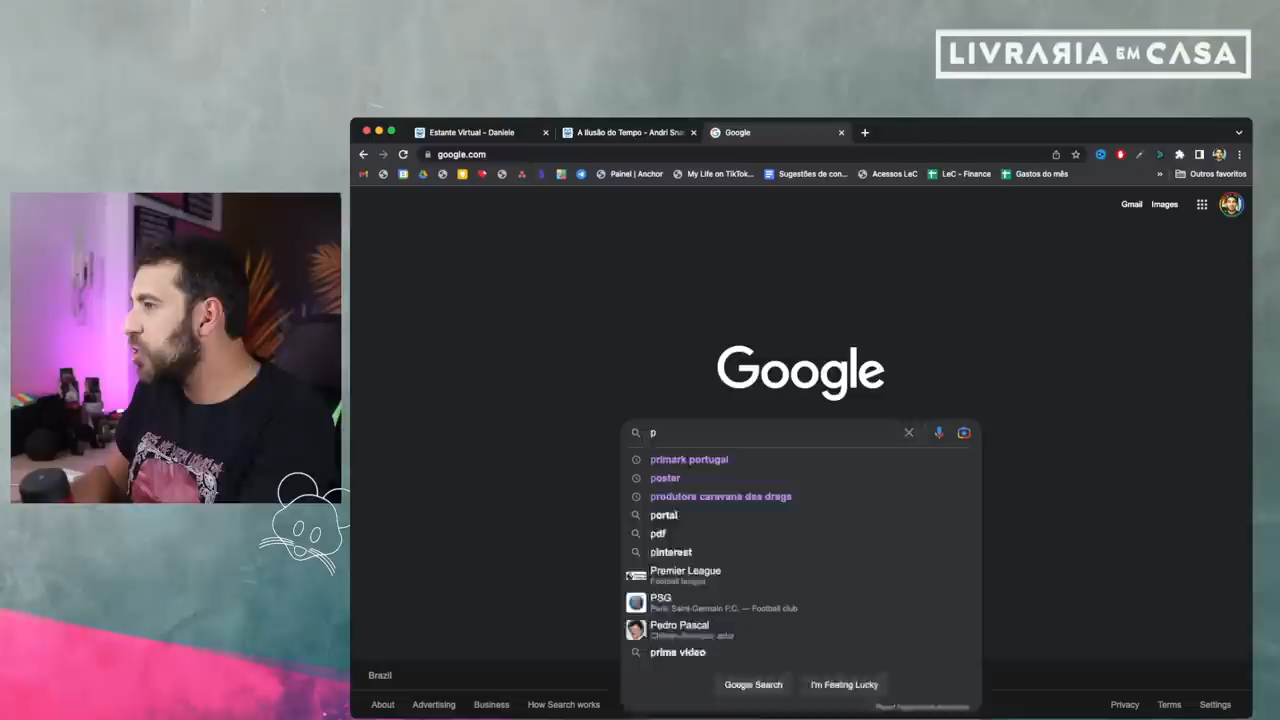 LIVRARIA EM CASA
Estante Virtual - Daniele
A Ilusão do Tempo - Andri Sna
Google
google.com
Painel | Anchor
My Life on TikTok...
Sugestões de con...
Acessos LeC
LeC - Finance
Gastos do mês
»
Outros favoritos
Gmail
Images
Google
p
primark portugal
poster
produtora caravana das drags
portal
pdf
pinterest
Premier League
Football league
PSG
Paris Saint-Germain F.C. — Football club
Pedro Pascal
prime video
Google Search
I'm Feeling Lucky
Brazil
About
Advertising
Business
How Search works
Privacy
Terms
Settings